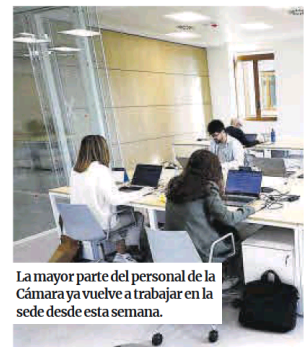 La mayor parte del personal de la
Cámara ya vuelve a trabajar en la
sede desde esta semana.